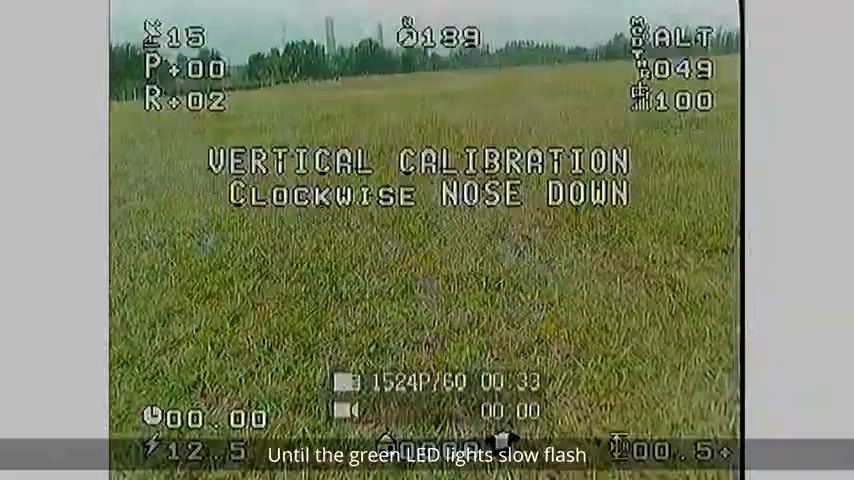 15 N 189 ALT
P+00 049
R+02 100
VERTICAL CALIBRATION
CLOCKWISE NOSE DOWN
1524P/60 00:33
00:00
00.00
12.5 00.5+
Until the green LED lights slow flash